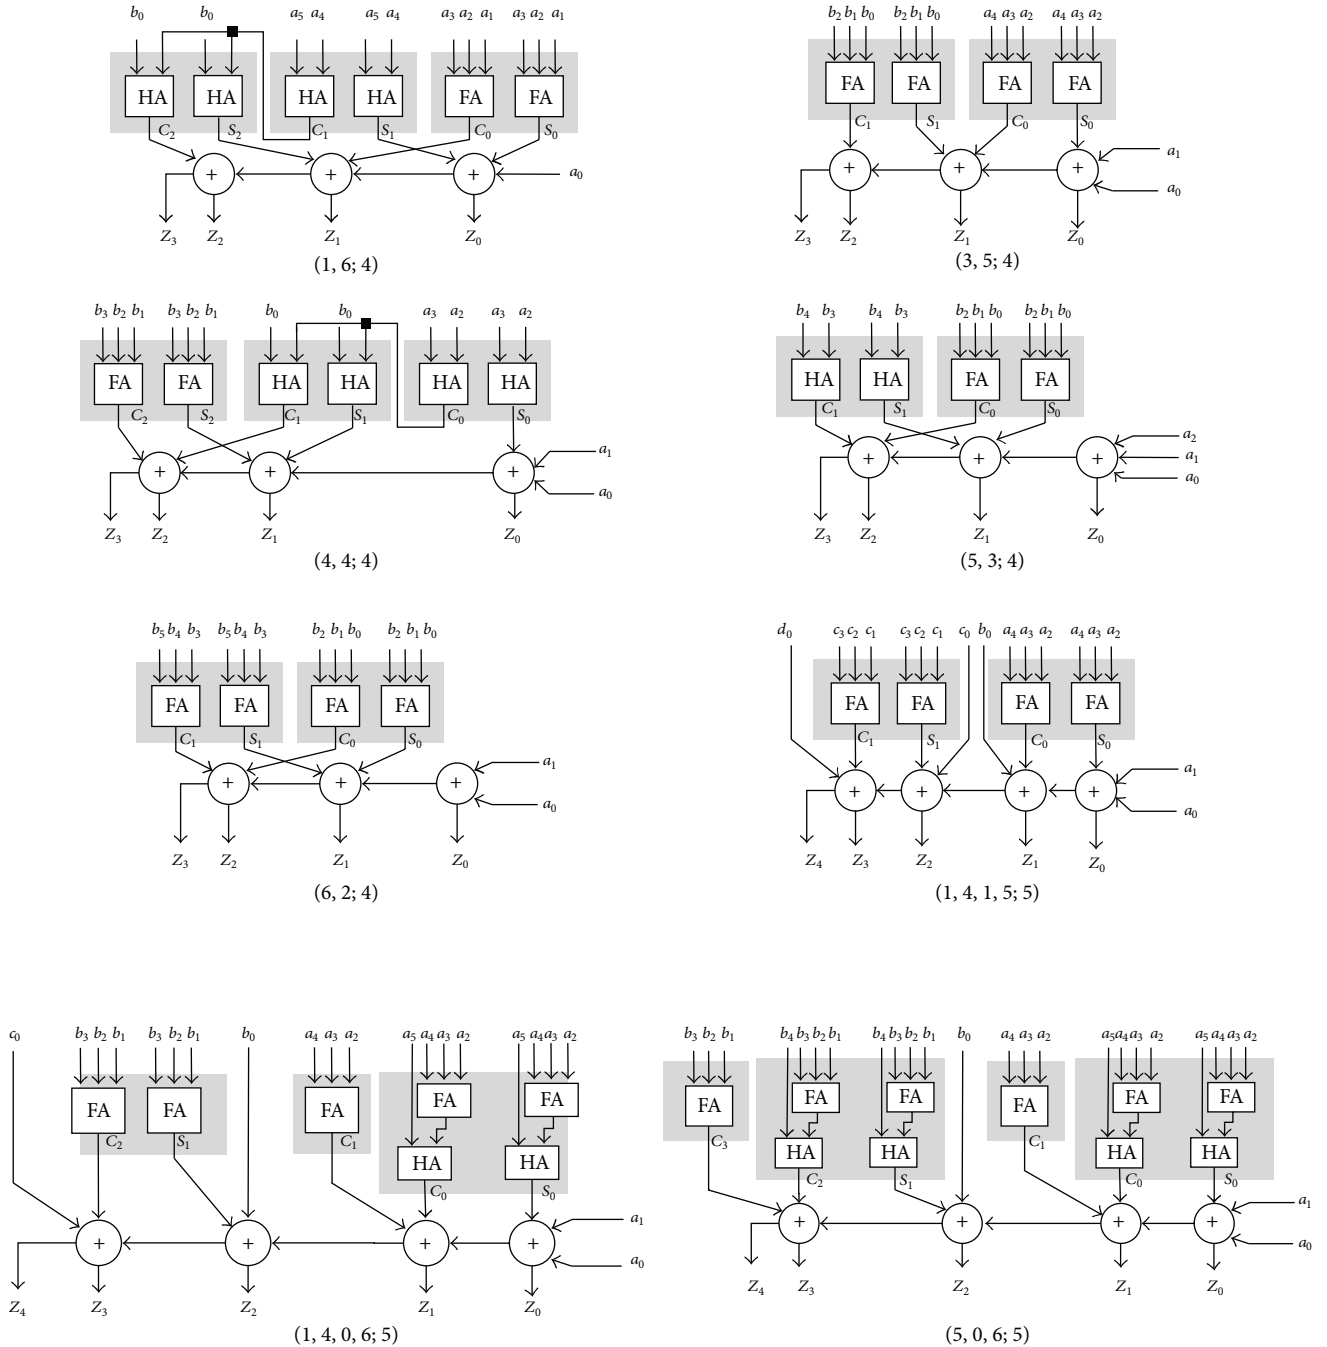 b0 b0 a5 a4 a5 a4 a3 a2 a1 a3 a2 a1
HA HA HA HA FA FA
C2 S2 C1 S1 C0 S0
+ + + a0
Z3 Z2 Z1 Z0
(1, 6; 4)
b2 b1 b0 b2 b1 b0 a4 a3 a2 a4 a3 a2
FA FA FA FA
C1 S1 C0 S0
+ + + a1
a0
Z3 Z2 Z1 Z0
(3, 5; 4)
b3 b2 b1 b3 b2 b1 b0 b0 a3 a2 a3 a2
FA FA HA HA HA HA
C2 S2 C1 S1 C0 S0
+ + + a1
a0
Z3 Z2 Z1 Z0
(4, 4; 4)
b4 b3 b4 b3 b2 b1 b0 b2 b1 b0
HA HA FA FA
C1 S1 C0 S0
a2
+ + + a1
a0
Z3 Z2 Z1 Z0
(5, 3; 4)
b5 b4 b3 b5 b4 b3 b2 b1 b0 b2 b1 b0
FA FA FA FA
C1 S1 C0 S0
+ + + a1
a0
Z3 Z2 Z1 Z0
(6, 2; 4)
d0 c3 c2 c1 c3 c2 c1 c0 b0 a4 a3 a2 a4 a3 a2
FA FA FA FA
C1 S1 C0 S0
+ + + + a1
a0
Z4 Z3 Z2 Z1 Z0
(1, 4, 1, 5; 5)
c0 b3 b2 b1 b3 b2 b1 b0 a4 a3 a2 a5 a4 a3 a2 a5 a4 a3 a2
FA FA FA FA FA
C2 S1 C1
HA HA
C0 S0
+ + + + a1
a0
Z4 Z3 Z2 Z1 Z0
(1, 4, 0, 6; 5)
b3 b2 b1 b4 b3 b2 b1 b4 b3 b2 b1 b0 a4 a3 a2 a5 a4 a3 a2 a5 a4 a3 a2
FA FA FA FA FA FA
C3 C1
HA HA HA HA
C2 S1 C0 S0
+ + + + a1
a0
Z4 Z3 Z2 Z1 Z0
(5, 0, 6; 5)